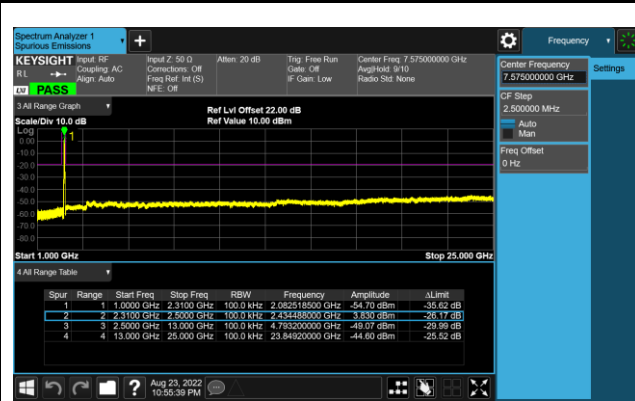 Spectrum Analyzer 1
Spurious Emissions
Frequency
KEYSIGHT Input: RF Input Z: 50 Ω Atten: 20 dB Trig: Free Run Center Freq: 7.575000000 GHz
RL Coupling: AC Corrections: Off Gate: Off Avg|Hold: 9/10
Align: Auto Freq Ref: Int (S) IF Gain: Low Radio Std: None
NFE: Off
LXI PASS
3 All Range Graph
Ref Lvl Offset 22.00 dB
Scale/Div 10.0 dB Ref Value 10.00 dBm
Log
1
0.00
-10.0
-20.0
-30.0
-40.0
-50.0
-60.0
-70.0
-80.0
Start 1.000 GHz Stop 25.000 GHz
4 All Range Table
Spur Range Start Freq Stop Freq RBW Frequency Amplitude ΔLimit
1 1 1.0000 GHz 2.3100 GHz 100.0 kHz 2.082518500 GHz -54.70 dBm -35.62 dB
2 2 2.3100 GHz 2.5000 GHz 100.0 kHz 2.434488000 GHz 3.830 dBm -26.17 dB
3 3 2.5000 GHz 13.000 GHz 100.0 kHz 4.793200000 GHz -49.07 dBm -29.99 dB
4 4 13.000 GHz 25.000 GHz 100.0 kHz 23.84920000 GHz -44.60 dBm -25.52 dB
Aug 23, 2022
10:55:39 PM
Center Frequency
7.575000000 GHz
Settings
CF Step
2.500000 MHz
Auto
Man
Freq Offset
0 Hz